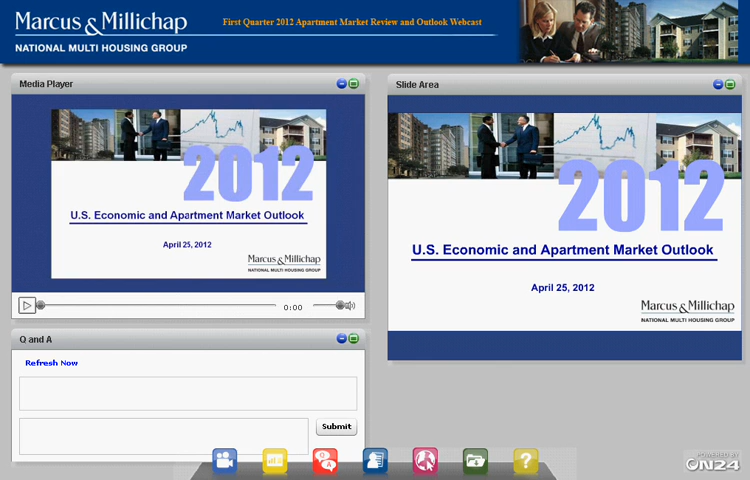 Marcus & Millichap
NATIONAL MULTI HOUSING GROUP
First Quarter 2012 Apartment Market Review and Outlook Webcast
Media Player
2012
U.S. Economic and Apartment Market Outlook
April 25, 2012
Marcus & Millichap
NATIONAL MULTI HOUSING GROUP
0:00
Slide Area
2012
U.S. Economic and Apartment Market Outlook
April 25, 2012
Marcus & Millichap
NATIONAL MULTI HOUSING GROUP
Q and A
Refresh Now
Submit
Q
A
?
POWERED BY
ON24